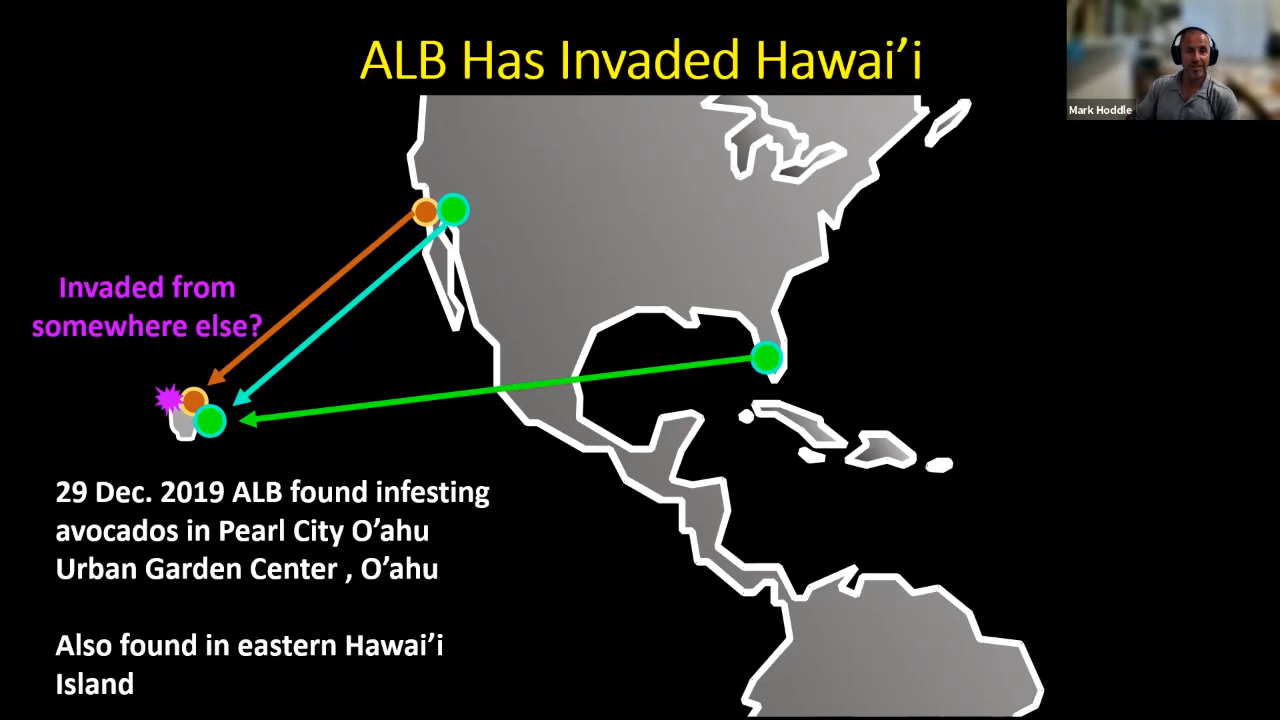 ALB Has Invaded Hawai’i
Mark Hoddle
Invaded from
somewhere else?
29 Dec. 2019 ALB found infesting
avocados in Pearl City O’ahu
Urban Garden Center , O’ahu
Also found in eastern Hawai’i
Island